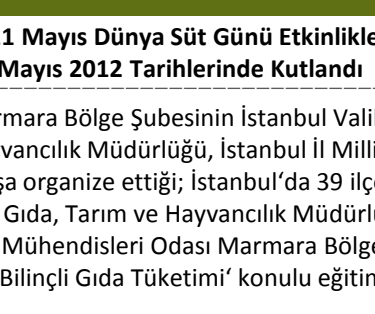 1 Mayıs Dünya Süt Günü Etkinlikle
Mayıs 2012 Tarihlerinde Kutlandı
rmara Bölge Şubesinin İstanbul Vali
vancılık Müdürlüğü, İstanbul İl Milli
şa organize ettiği; İstanbul‘da 39 ilç
Gıda, Tarım ve Hayvancılık Müdürl
Mühendisleri Odası Marmara Bölge
Bilinçli Gıda Tüketimi‘ konulu eğitin